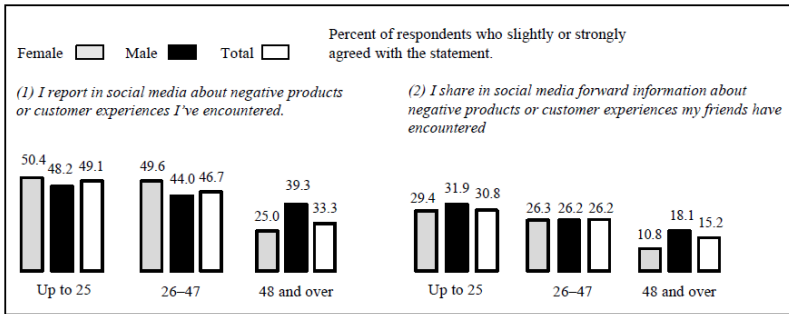 Percent of respondents who slightly or strongly
Female Male Total agreed with the statement.
(1) I report in social media about negative products
or customer experiences I've encountered.
(2) I share in social media forward information about
negative products or customer experiences my friends have
encountered
50.4 48.2 49.1 49.6 44.0 46.7 25.0 39.3 33.3
29.4 31.9 30.8 26.3 26.2 26.2 10.8 18.1 15.2
Up to 25 26–47 48 and over
Up to 25 26–47 48 and over